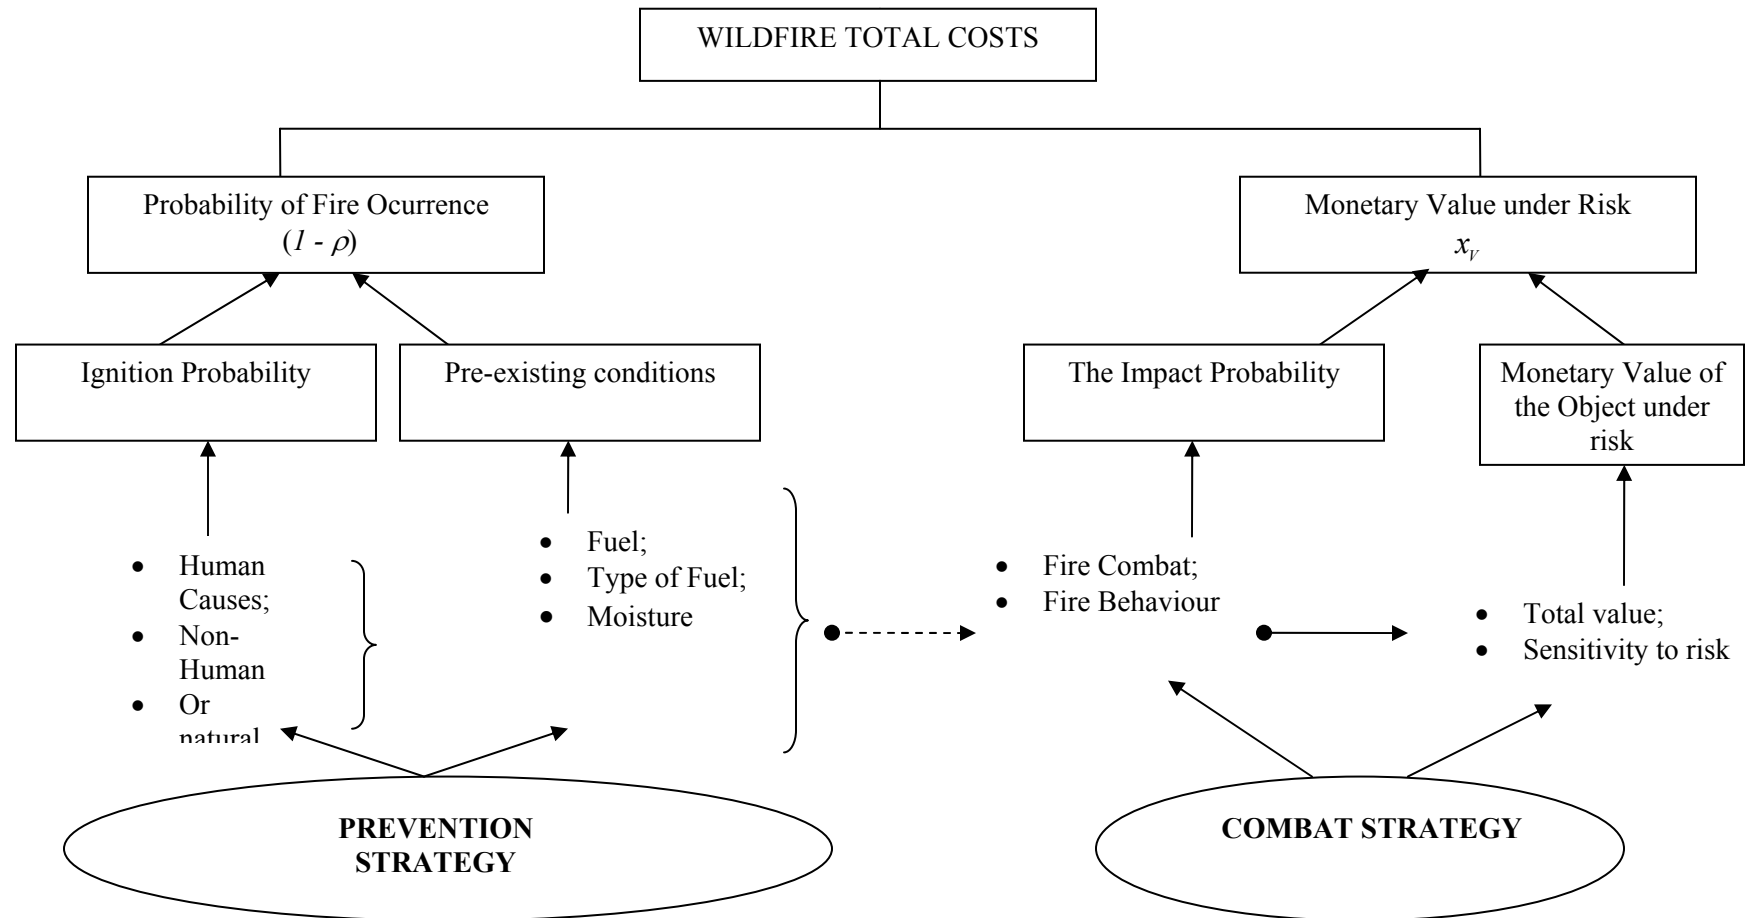 WILDFIRE TOTAL COSTS
Probability of Fire Ocurrence
(1 - ρ)
Monetary Value under Risk
x_V
Ignition Probability
Pre-existing conditions
The Impact Probability
Monetary Value of
the Object under
risk
• Human
Causes;
• Non-
Human
• Or
natural
• Fuel;
• Type of Fuel;
• Moisture
• Fire Combat;
• Fire Behaviour
• Total value;
• Sensitivity to risk
PREVENTION
STRATEGY
COMBAT STRATEGY